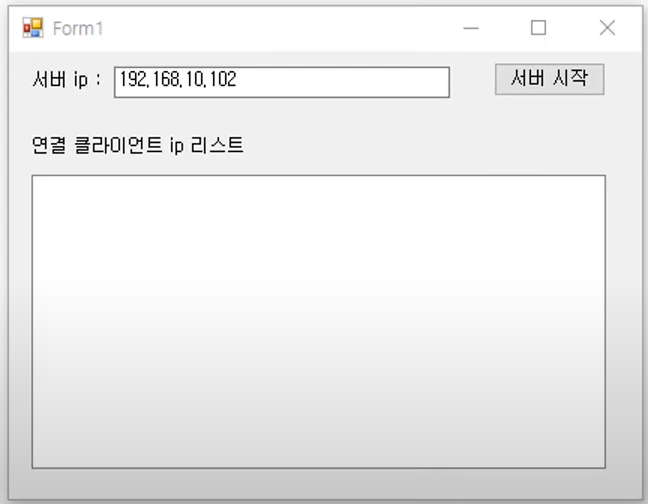 Form1
서버 ip : 192.168.10.102 서버 시작
연결 클라이언트 ip 리스트